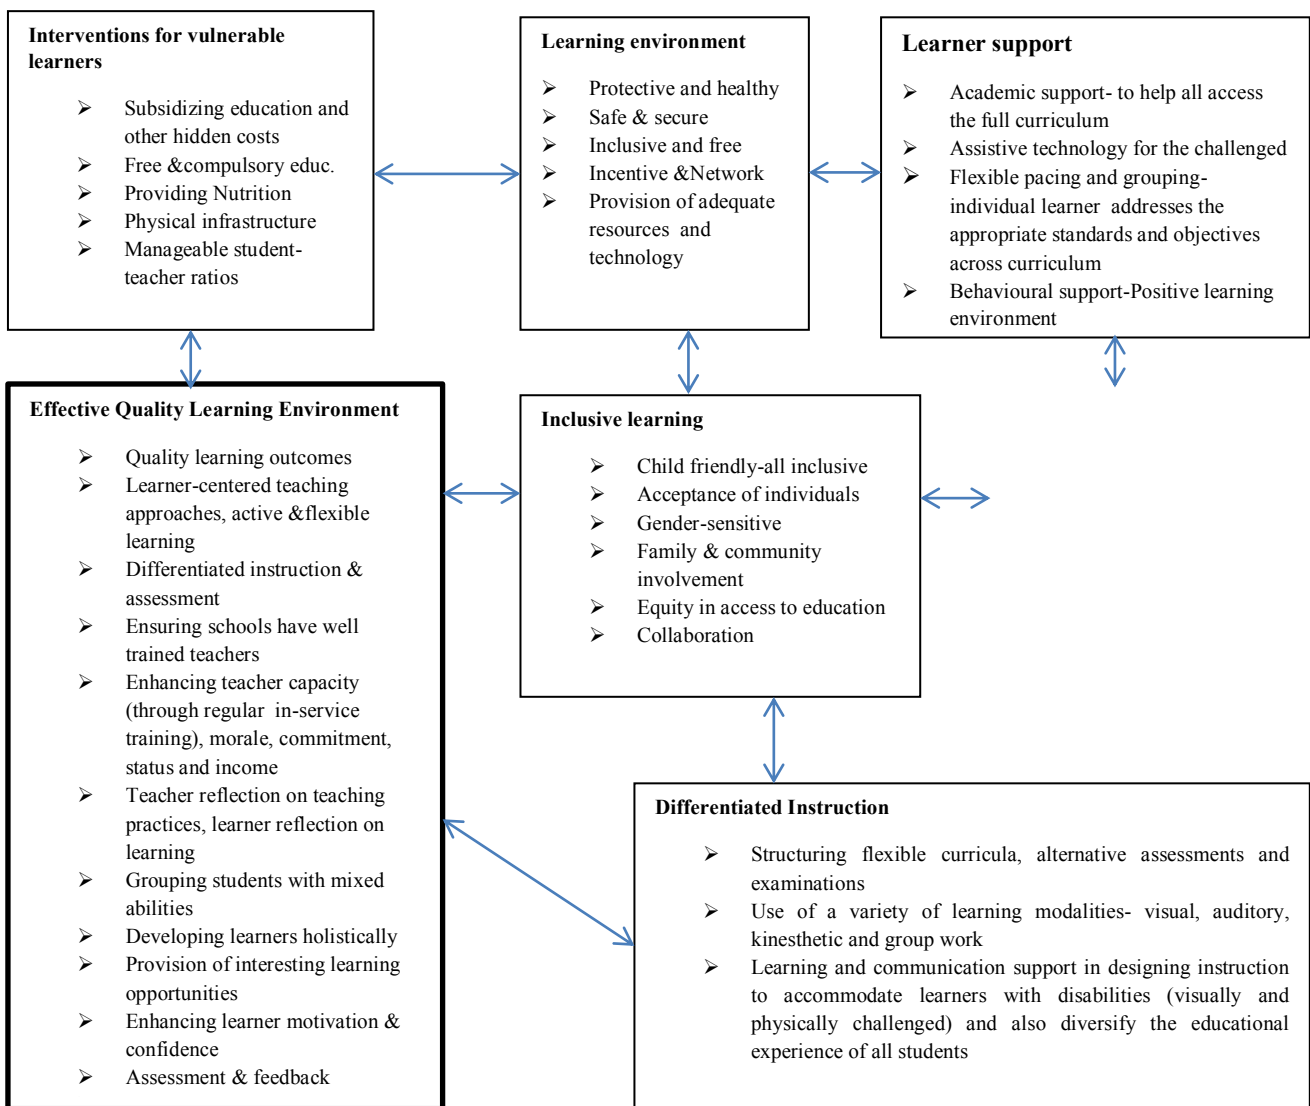 Interventions for vulnerable
learners
➢ Subsidizing education and
other hidden costs
➢ Free &compulsory educ.
➢ Providing Nutrition
➢ Physical infrastructure
➢ Manageable student-
teacher ratios
Learning environment
➢ Protective and healthy
➢ Safe & secure
➢ Inclusive and free
➢ Incentive &Network
➢ Provision of adequate
resources and
technology
Learner support
➢ Academic support- to help all access
the full curriculum
➢ Assistive technology for the challenged
➢ Flexible pacing and grouping-
individual learner addresses the
appropriate standards and objectives
across curriculum
➢ Behavioural support-Positive learning
environment
Effective Quality Learning Environment
➢ Quality learning outcomes
➢ Learner-centered teaching
approaches, active &flexible
learning
➢ Differentiated instruction &
assessment
➢ Ensuring schools have well
trained teachers
➢ Enhancing teacher capacity
(through regular in-service
training), morale, commitment,
status and income
➢ Teacher reflection on teaching
practices, learner reflection on
learning
➢ Grouping students with mixed
abilities
➢ Developing learners holistically
➢ Provision of interesting learning
opportunities
➢ Enhancing learner motivation &
confidence
➢ Assessment & feedback
Inclusive learning
➢ Child friendly-all inclusive
➢ Acceptance of individuals
➢ Gender-sensitive
➢ Family & community
involvement
➢ Equity in access to education
➢ Collaboration
Differentiated Instruction
➢ Structuring flexible curricula, alternative assessments and
examinations
➢ Use of a variety of learning modalities- visual, auditory,
kinesthetic and group work
➢ Learning and communication support in designing instruction
to accommodate learners with disabilities (visually and
physically challenged) and also diversify the educational
experience of all students